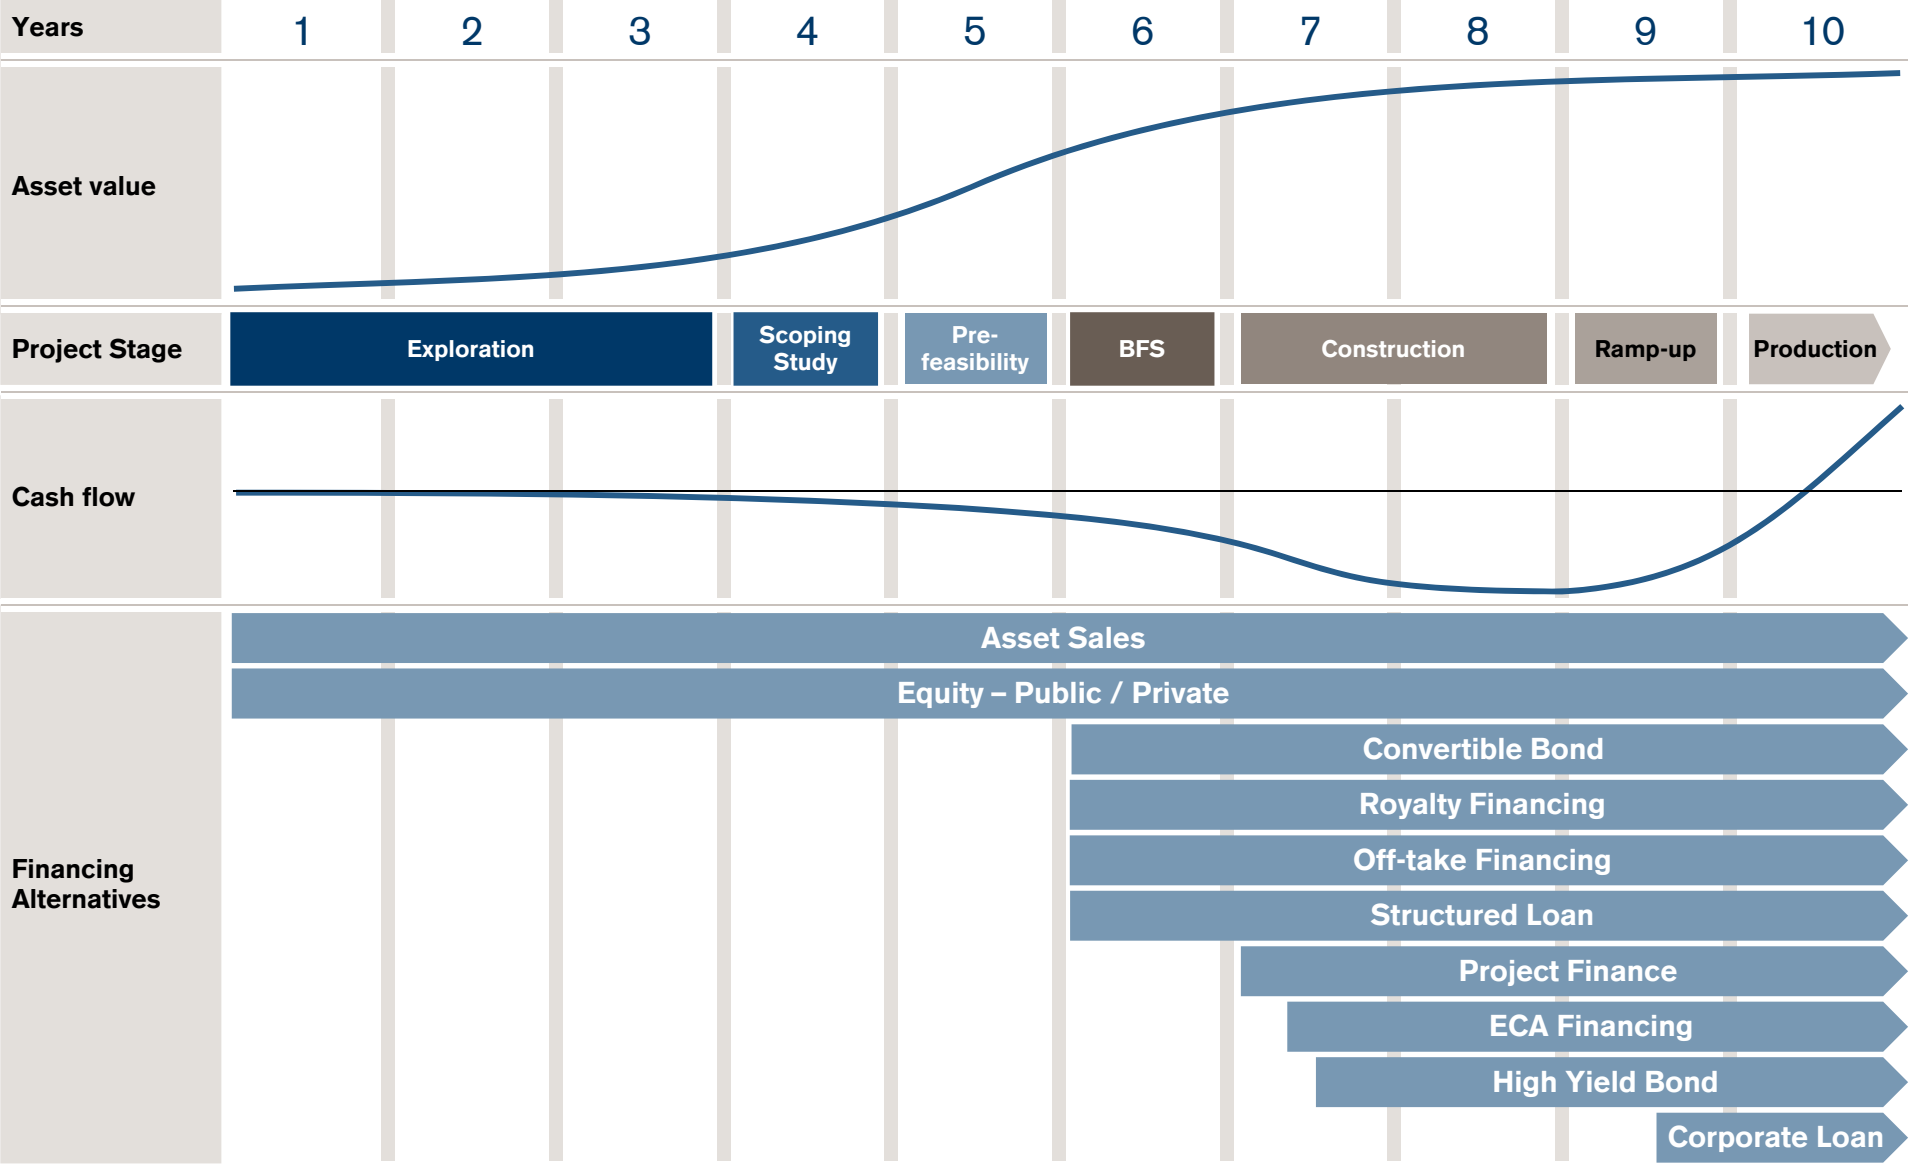 Years 1 2 3 4 5 6 7 8 9 10
Asset value
Project Stage
Exploration
Scoping
Study
Pre-
feasibility
BFS
Construction
Ramp-up
Production
Cash flow
Financing
Alternatives
Asset Sales
Equity – Public / Private
Convertible Bond
Royalty Financing
Off-take Financing
Structured Loan
Project Finance
ECA Financing
High Yield Bond
Corporate Loan